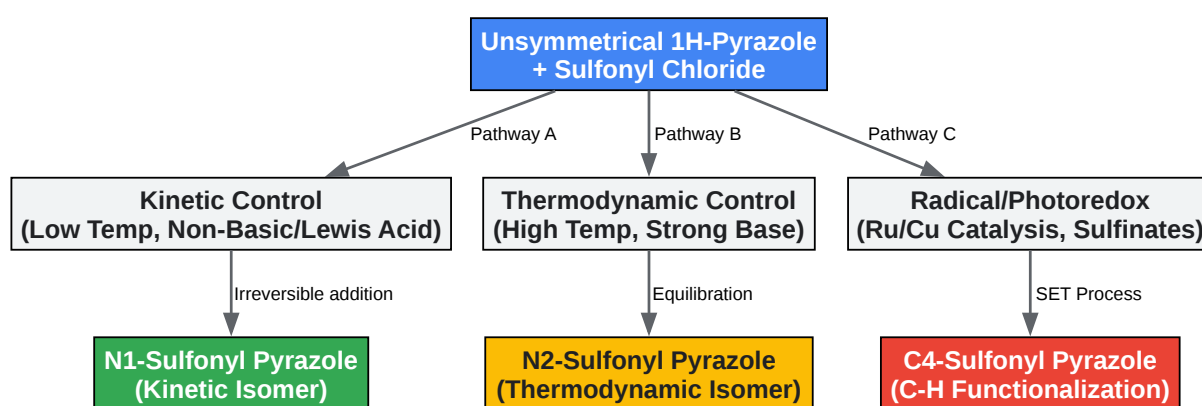 Unsymmetrical 1H-Pyrazole
+ Sulfonyl Chloride
Pathway A
Pathway B
Pathway C
Kinetic Control
(Low Temp, Non-Basic/Lewis Acid)
Thermodynamic Control
(High Temp, Strong Base)
Radical/Photoredox
(Ru/Cu Catalysis, Sulfinates)
Irreversible addition
Equilibration
SET Process
N1-Sulfonyl Pyrazole
(Kinetic Isomer)
N2-Sulfonyl Pyrazole
(Thermodynamic Isomer)
C4-Sulfonyl Pyrazole
(C-H Functionalization)